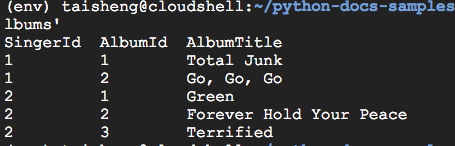 (env) taisheng@cloudshell:~/python-docs-samples
lbums'
SingerId AlbumId AlbumTitle
1 1 Total Junk
1 2 Go, Go, Go
2 1 Green
2 2 Forever Hold Your Peace
2 3 Terrified